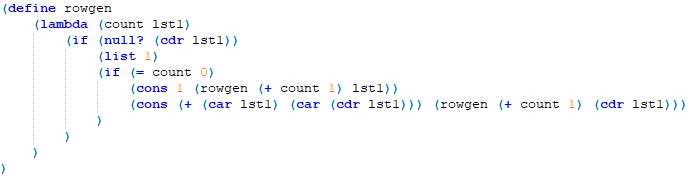 (define rowgen
(lambda (count lst1)
(if (null? (cdr lst1))
(list 1)
(if (= count 0)
(cons 1 (rowgen (+ count 1) lst1))
(cons (+ (car lst1) (car (cdr lst1))) (rowgen (+ count 1) (cdr lst1)))
)
)
)
)